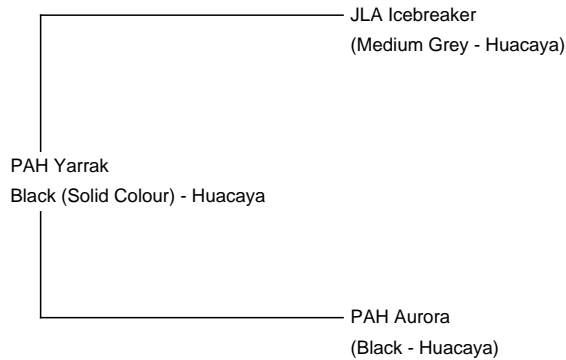 JLA Icebreaker
(Medium Grey - Huacaya)
PAH Yarrak
Black (Solid Colour) - Huacaya
PAH Aurora
(Black - Huacaya)